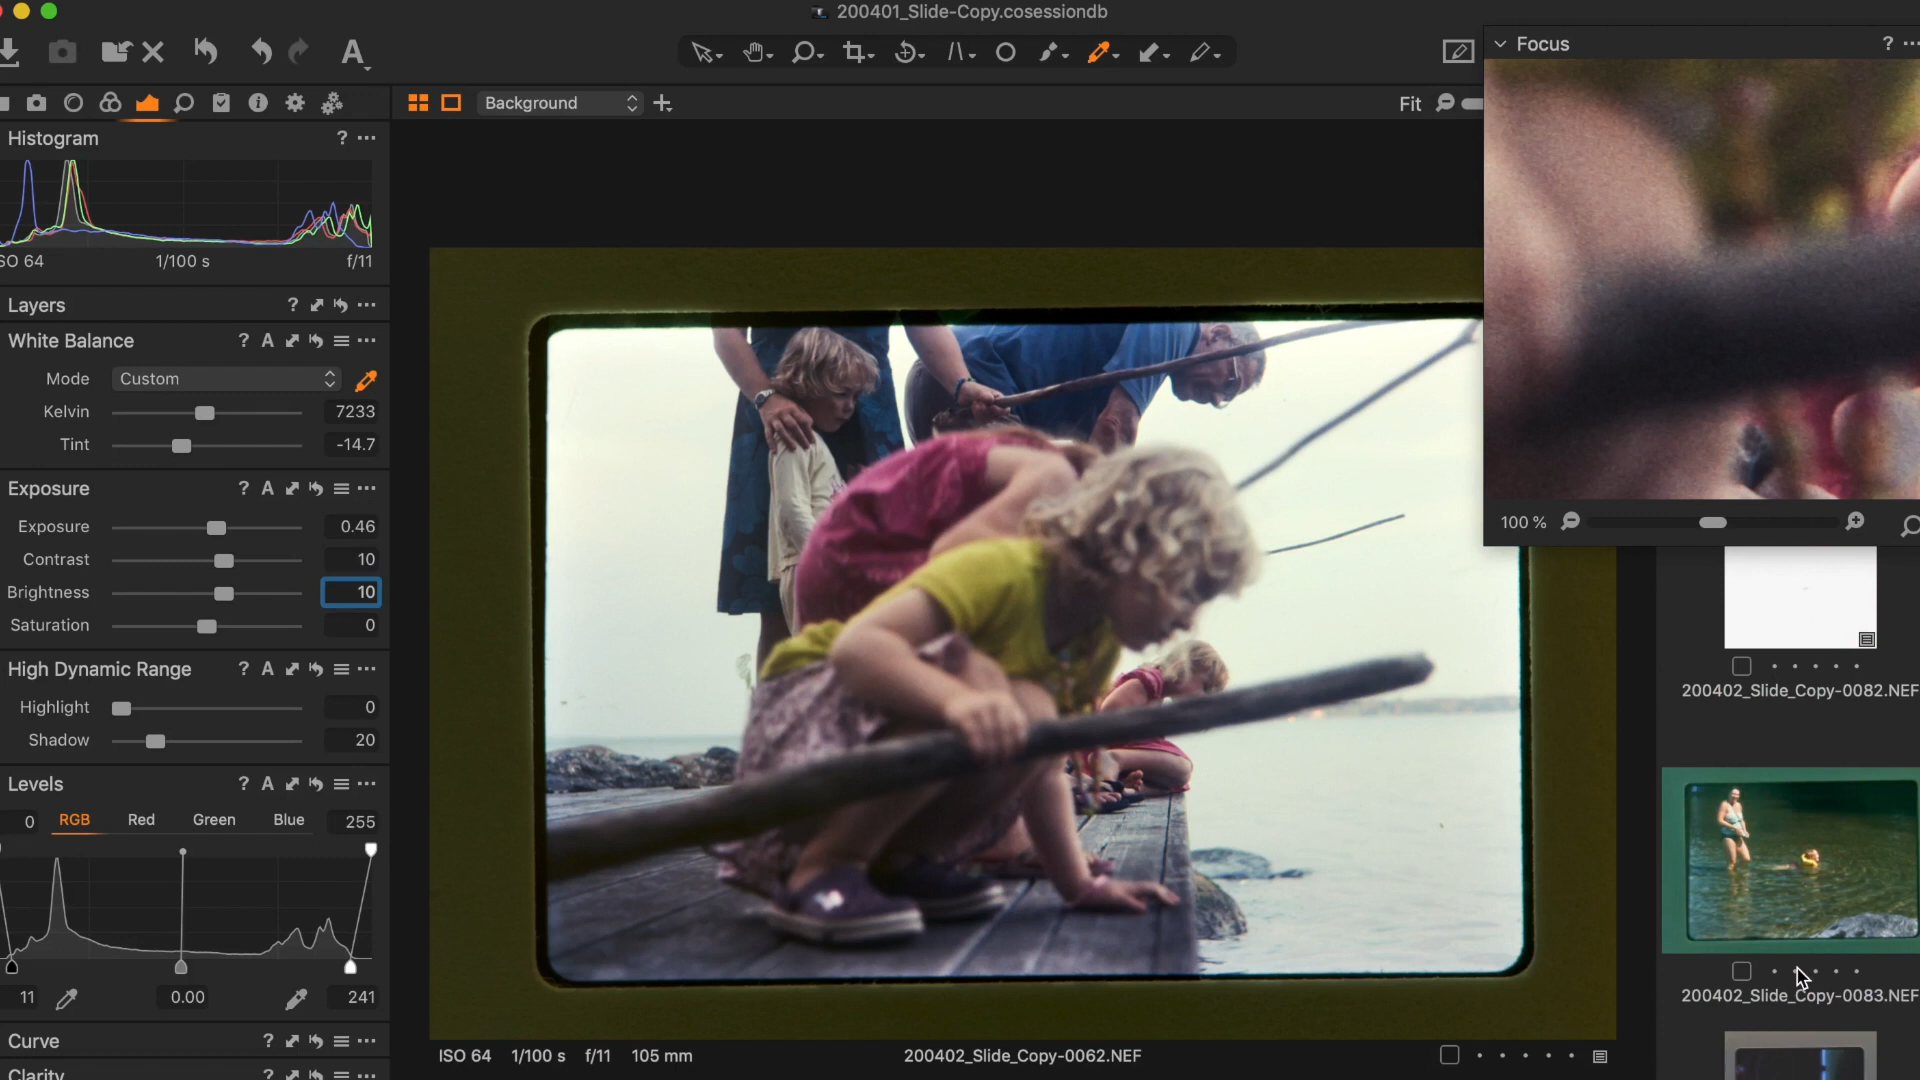 200401_Slide-Copy.cosessiondb
A
Background
Fit
Focus
?
Histogram
?
SO 64
1/100 s
f/11
Layers
?
White Balance
? A
Mode
Custom
Kelvin
7233
Tint
-14.7
Exposure
? A
Exposure
0.46
Contrast
10
Brightness
10
Saturation
0
High Dynamic Range
? A
Highlight
0
Shadow
20
Levels
? A
0
RGB
Red
Green
Blue
255
11
0.00
241
Curve
?
Clarity
?
ISO 64
1/100 s
f/11
105 mm
200402_Slide_Copy-0062.NEF
100 %
200402_Slide_Copy-0082.NEF
200402_Slide_Copy-0083.NEF